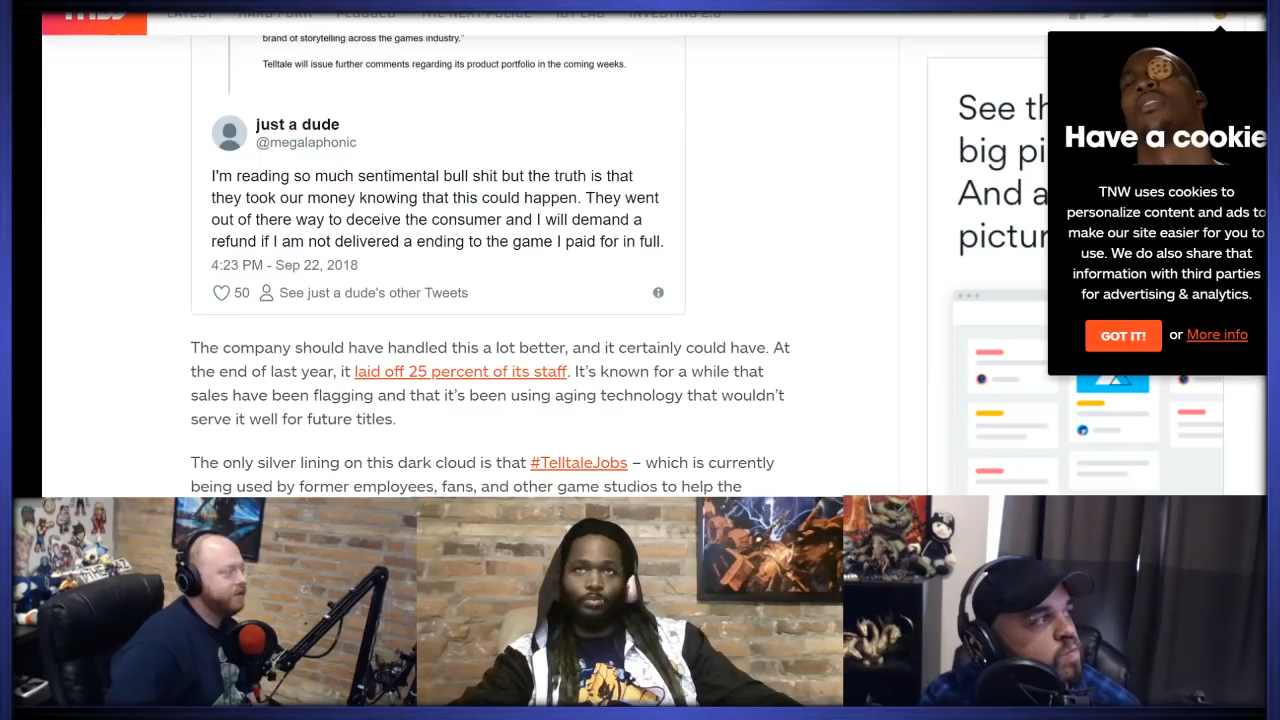 LATEST HARD FORK PLUGGED THE NEXT POLICE
brand of storytelling across the games industry."
Telltale will issue further comments regarding its product portfolio in the coming weeks.
just a dude
@megalaphonic
I'm reading so much sentimental bull shit but the truth is that
they took our money knowing that this could happen. They went
out of there way to deceive the consumer and I will demand a
refund if I am not delivered a ending to the game I paid for in full.
4:23 PM - Sep 22, 2018
50 See just a dude's other Tweets
The company should have handled this a lot better, and it certainly could have. At
the end of last year, it laid off 25 percent of its staff. It's known for a while that
sales have been flagging and that it's been using aging technology that wouldn't
serve it well for future titles.
The only silver lining on this dark cloud is that #TelltaleJobs – which is currently
being used by former employees, fans, and other game studios to help the
See th
big pi
And a
pictur
Have a cookie
TNW uses cookies to
personalize content and ads to
make our site easier for you to
use. We do also share that
information with third parties
for advertising & analytics.
GOT IT! or More info